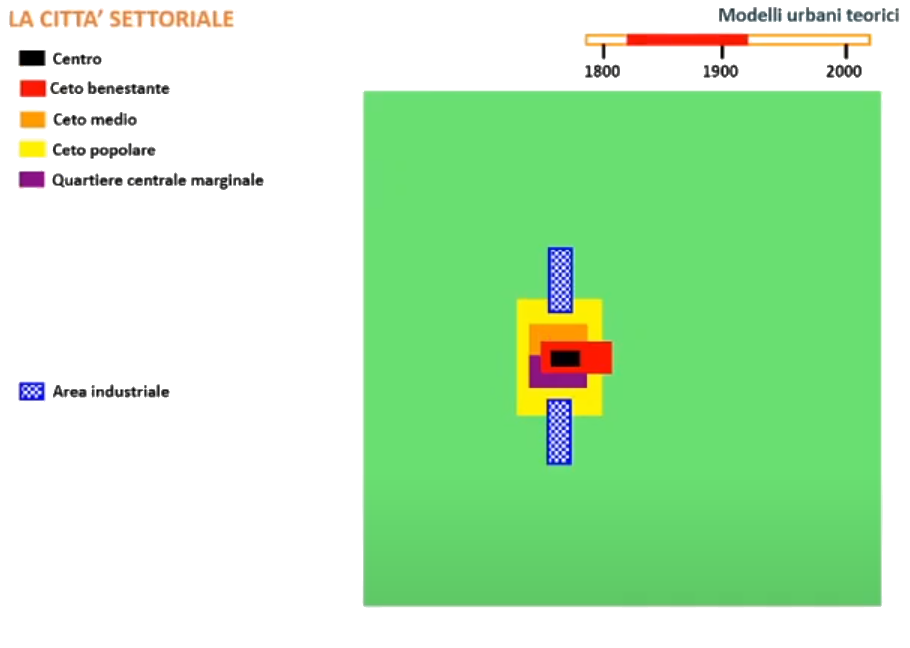 LA CITTA’ SETTORIALE
Modelli urbani teorici
1800 1900 2000
Centro
Ceto benestante
Ceto medio
Ceto popolare
Quartiere centrale marginale
Area industriale